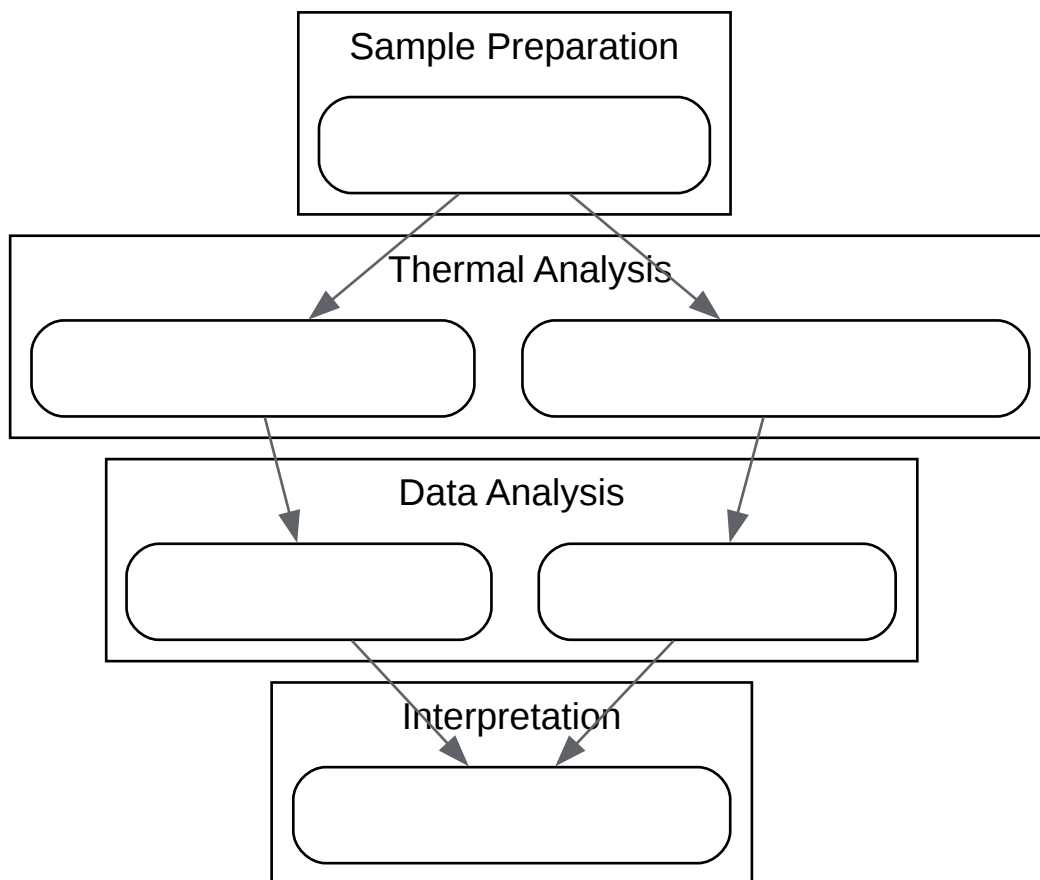 Sample Preparation
Thermal Analysis
Data Analysis
Interpretation